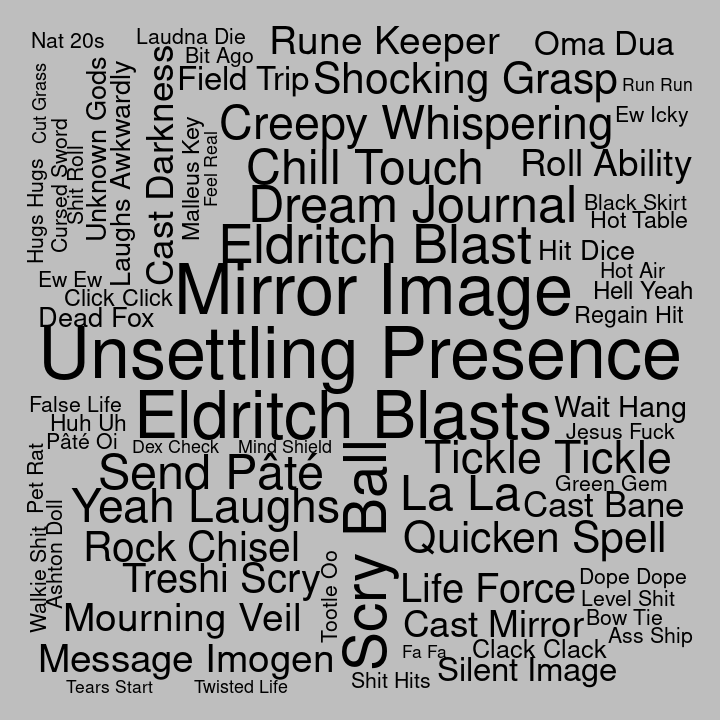 Nat 20s
Laudna Die
Bit Ago
Rune Keeper
Oma Dua
Field Trip
Shocking Grasp
Run Run
Cut Grass
Unknown Gods
Laughs Awkwardly
Cast Darkness
Malleus Key
Feel Real
Creepy Whispering
Ew Icky
Hugs Hugs
Cursed Sword
Shit Roll
Chill Touch
Roll Ability
Dream Journal
Black Skirt
Hot Table
Eldritch Blast
Hit Dice
Hot Air
Ew Ew
Click Click
Mirror Image
Hell Yeah
Dead Fox
Regain Hit
Unsettling Presence
False Life
Huh Uh
Pâté Oi
Eldritch Blasts
Wait Hang
Jesus Fuck
Dex Check
Mind Shield
Pet Rat
Send Pâté
Scry Ball
Tickle Tickle
Green Gem
Yeah Laughs
La La
Cast Bane
Walkie Shit
Ashton Doll
Rock Chisel
Quicken Spell
Treshi Scry
Tootle Oo
Life Force
Dope Dope
Level Shit
Mourning Veil
Cast Mirror
Bow Tie
Ass Ship
Message Imogen
Fa Fa
Clack Clack
Silent Image
Tears Start
Twisted Life
Shit Hits